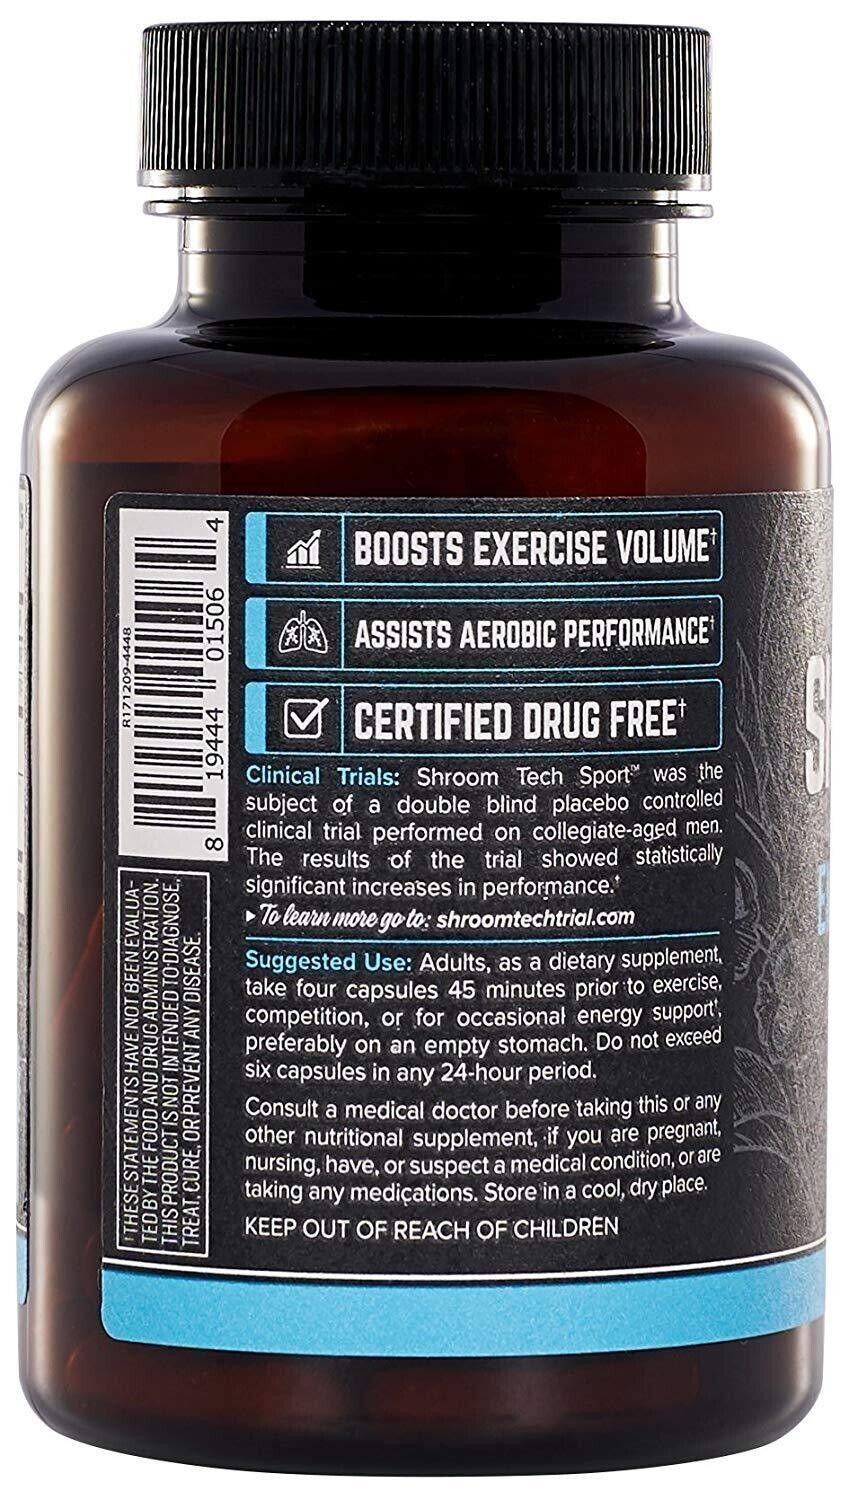 BOOSTS EXERCISE VOLUME†
ASSISTS AEROBIC PERFORMANCE†
CERTIFIED DRUG FREE†
Clinical Trials: Shroom Tech Sport™ was the
subject of a double blind placebo controlled
clinical trial performed on collegiate-aged men.
The results of the trial showed statistically
significant increases in performance.†
▸ To learn more go to: shroomtechtrial.com
Suggested Use: Adults, as a dietary supplement,
take four capsules 45 minutes prior to exercise,
competition, or for occasional energy support†,
preferably on an empty stomach. Do not exceed
six capsules in any 24-hour period.
Consult a medical doctor before taking this or any
other nutritional supplement, if you are pregnant,
nursing, have, or suspect a medical condition, or are
taking any medications. Store in a cool, dry place.
KEEP OUT OF REACH OF CHILDREN
R171209-4448
8 19444 01506 4
†THESE STATEMENTS HAVE NOT BEEN EVALUA-
TED BY THE FOOD AND DRUG ADMINISTRATION.
THIS PRODUCT IS NOT INTENDED TO DIAGNOSE,
TREAT, CURE, OR PREVENT ANY DISEASE.